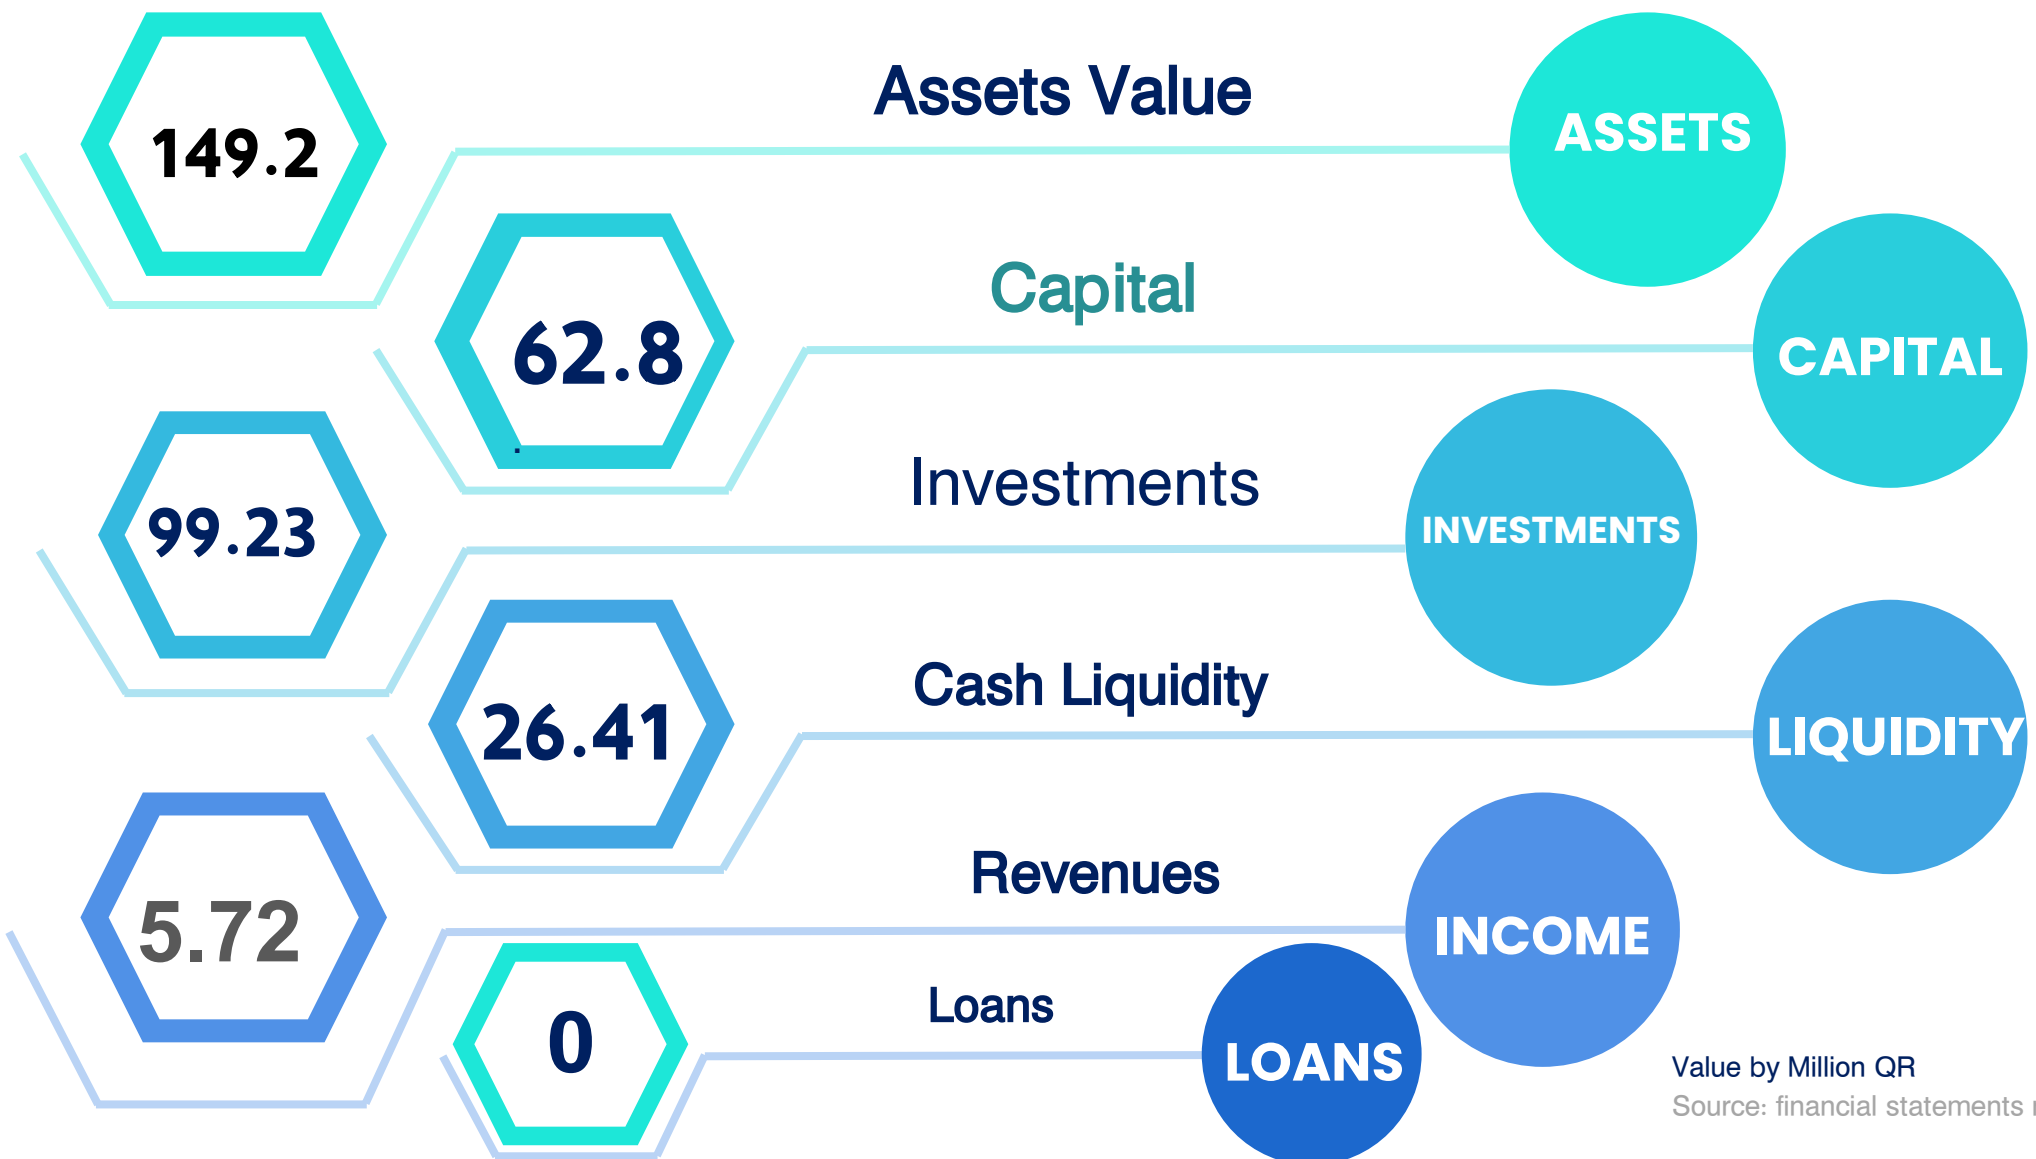 149.2
Assets Value
ASSETS
62.8
Capital
CAPITAL
99.23
Investments
INVESTMENTS
26.41
Cash Liquidity
LIQUIDITY
5.72
Revenues
INCOME
0
Loans
LOANS
Value by Million QR
Source: financial statements